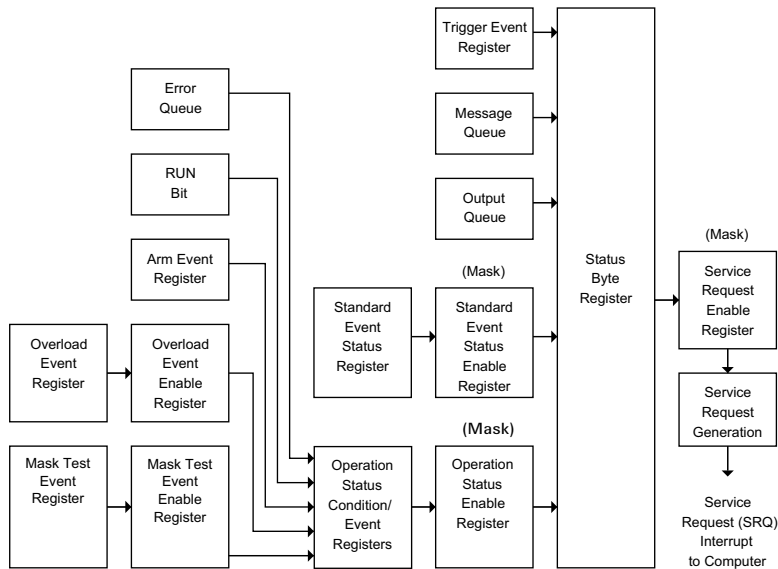 Trigger Event
Register
Error
Queue
Message
Queue
RUN
Bit
Output
Queue
Arm Event
Register
Status
Byte
Register
(Mask)
Service
Request
Enable
Register
(Mask)
Standard
Event
Status
Register
Standard
Event
Status
Enable
Register
Overload
Event
Register
Overload
Event
Enable
Register
Service
Request
Generation
(Mask)
Mask Test
Event
Register
Mask Test
Event
Enable
Register
Operation
Status
Condition/
Event
Registers
Operation
Status
Enable
Register
Service
Request (SRQ)
Interrupt
to Computer